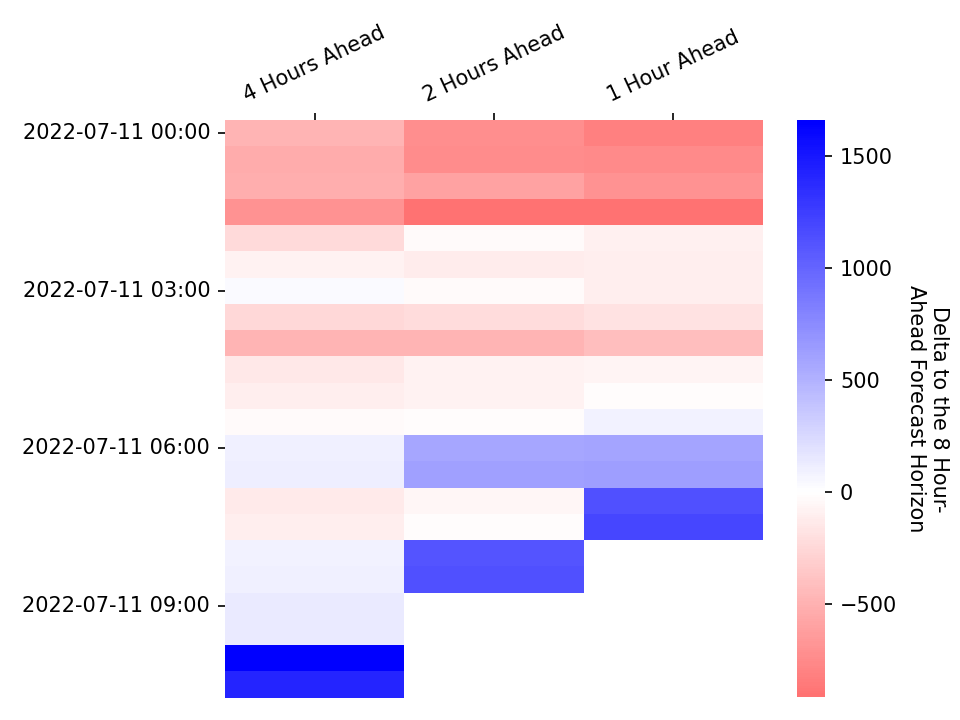 4 Hours Ahead
2 Hours Ahead
1 Hour Ahead
2022-07-11 00:00
2022-07-11 03:00
2022-07-11 06:00
2022-07-11 09:00
1500
1000
500
0
−500
Delta to the 8 Hour-
Ahead Forecast Horizon